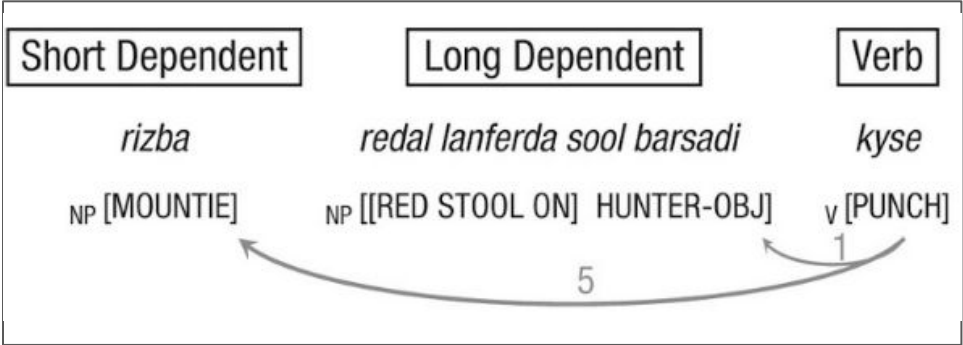 Short Dependent Long Dependent Verb
rizba redal lanferda sool barsadi kyse
NP [MOUNTIE] NP [[RED STOOL ON] HUNTER-OBJ] V [PUNCH]
1
5